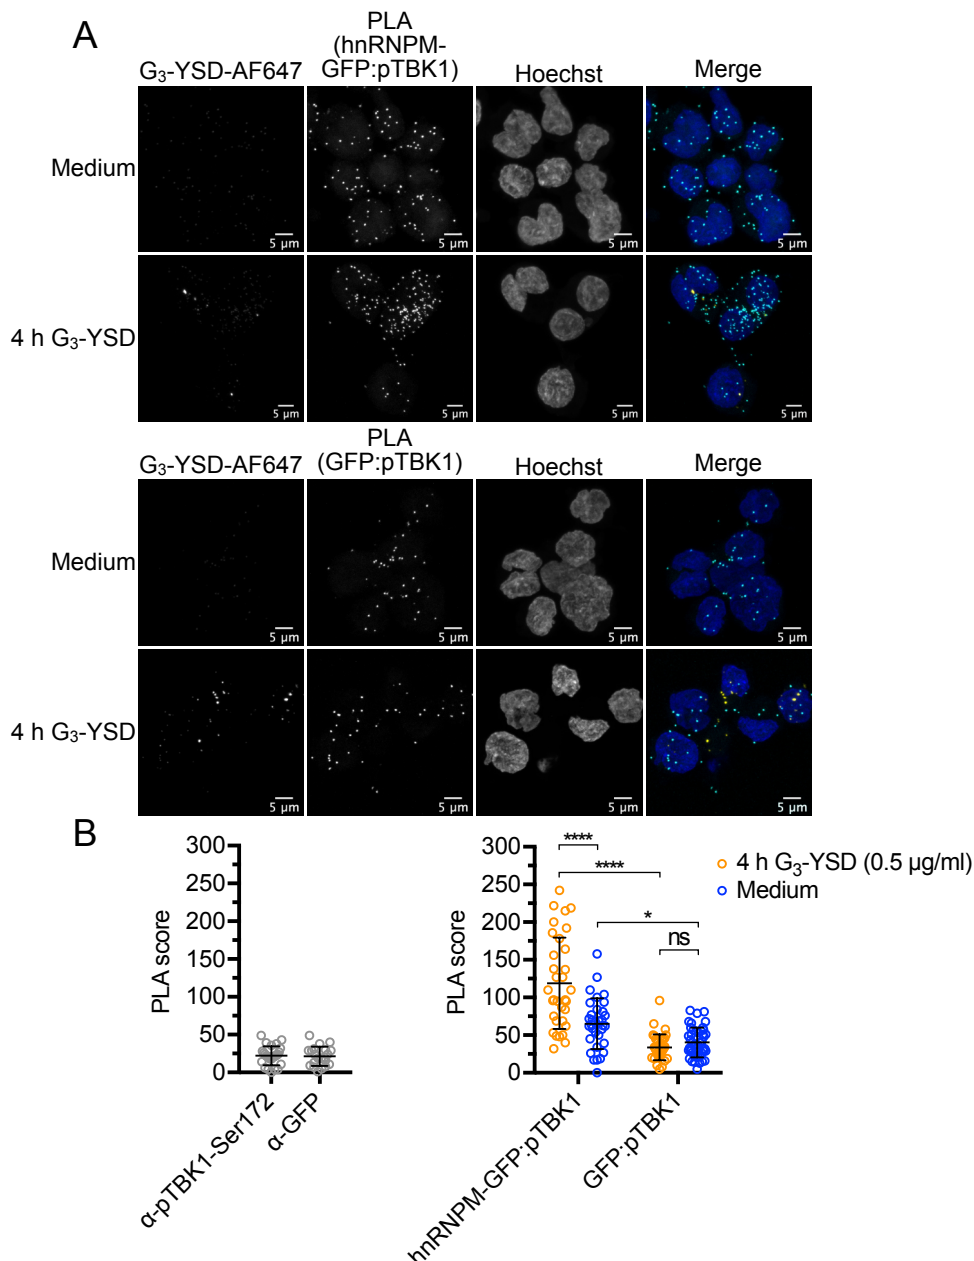 A
G₃-YSD-AF647
PLA
(hnRNPM-
GFP:pTBK1)
Hoechst
Merge
Medium
5 µm
5 µm
5 µm
5 µm
4 h G₃-YSD
5 µm
5 µm
5 µm
5 µm
G₃-YSD-AF647
PLA
(GFP:pTBK1)
Hoechst
Merge
Medium
5 µm
5 µm
5 µm
5 µm
4 h G₃-YSD
5 µm
5 µm
5 µm
5 µm
B
PLA score
300
250
200
150
100
50
0
α-pTBK1-Ser172
α-GFP
PLA score
300
250
200
150
100
50
0
****
****
*
ns
4 h G₃-YSD (0.5 µg/ml)
Medium
hnRNPM-GFP:pTBK1
GFP:pTBK1